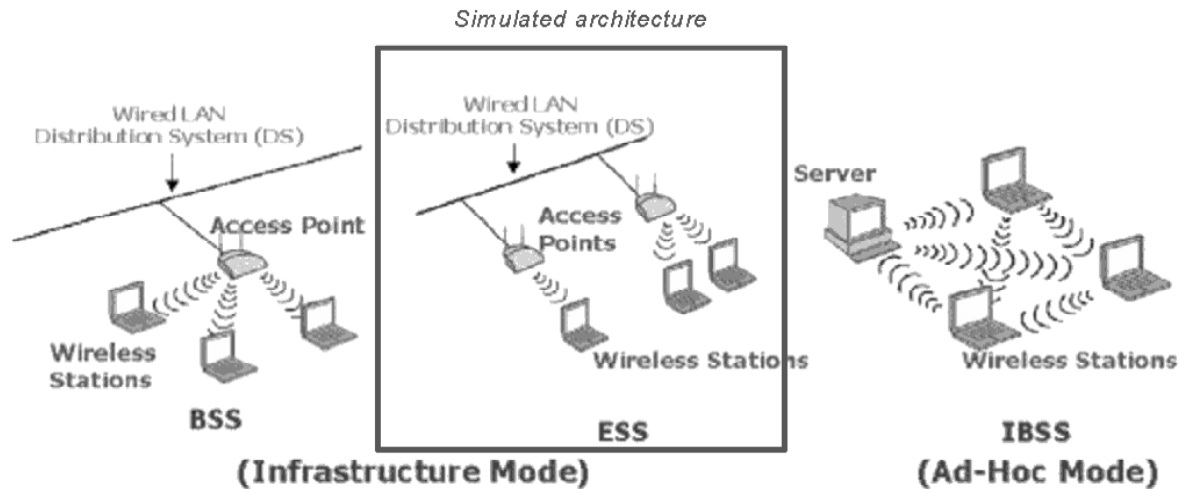 Simulated architecture
Wired LAN
Distribution System (DS)
Access Point
Wireless
Stations
BSS
Wired LAN
Distribution System (DS)
Access
Points
Wireless Stations
ESS
(Infrastructure Mode)
Server
Wireless Stations
IBSS
(Ad-Hoc Mode)